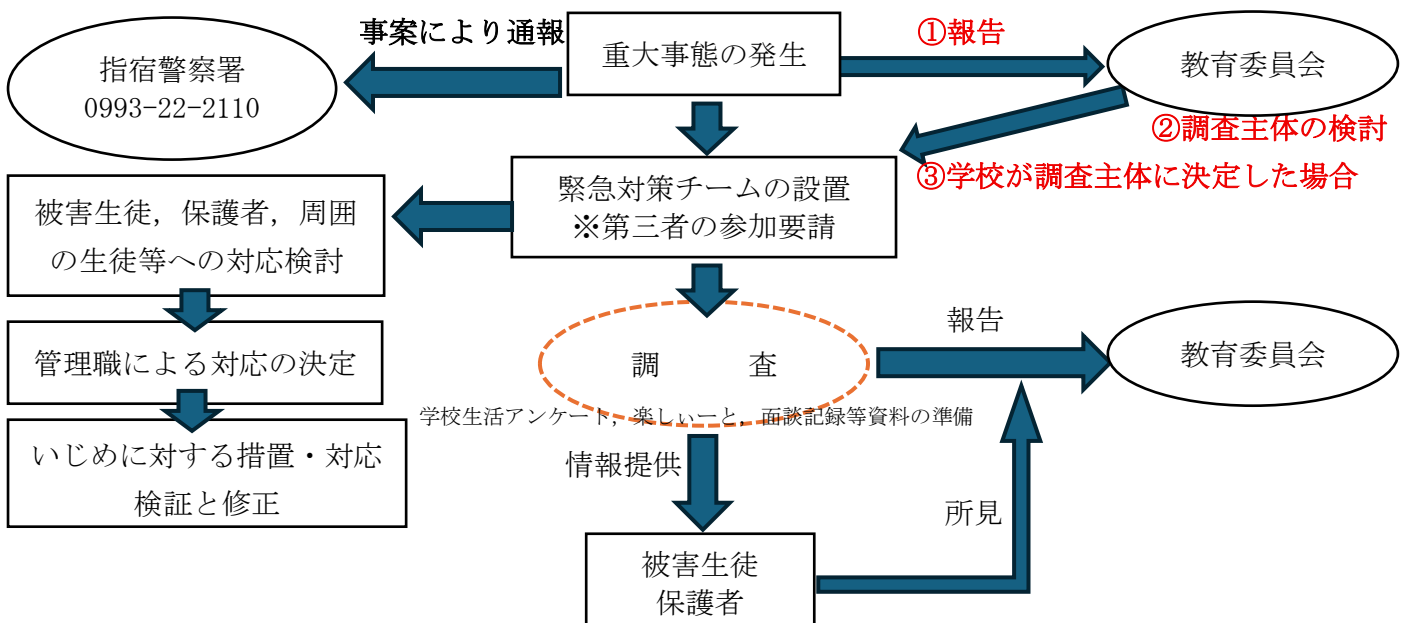 事案により通報
重大事態の発生
①報告
教育委員会
指宿警察署
0993-22-2110
②調査主体の検討
③学校が調査主体に決定した場合
緊急対策チームの設置
※第三者の参加要請
被害生徒，保護者，周囲
の生徒等への対応検討
管理職による対応の決定
いじめに対する措置・対応
検証と修正
調　　査
学校生活アンケート，楽しぃーと，面談記録等資料の準備
報告
教育委員会
情報提供
所見
被害生徒
保護者